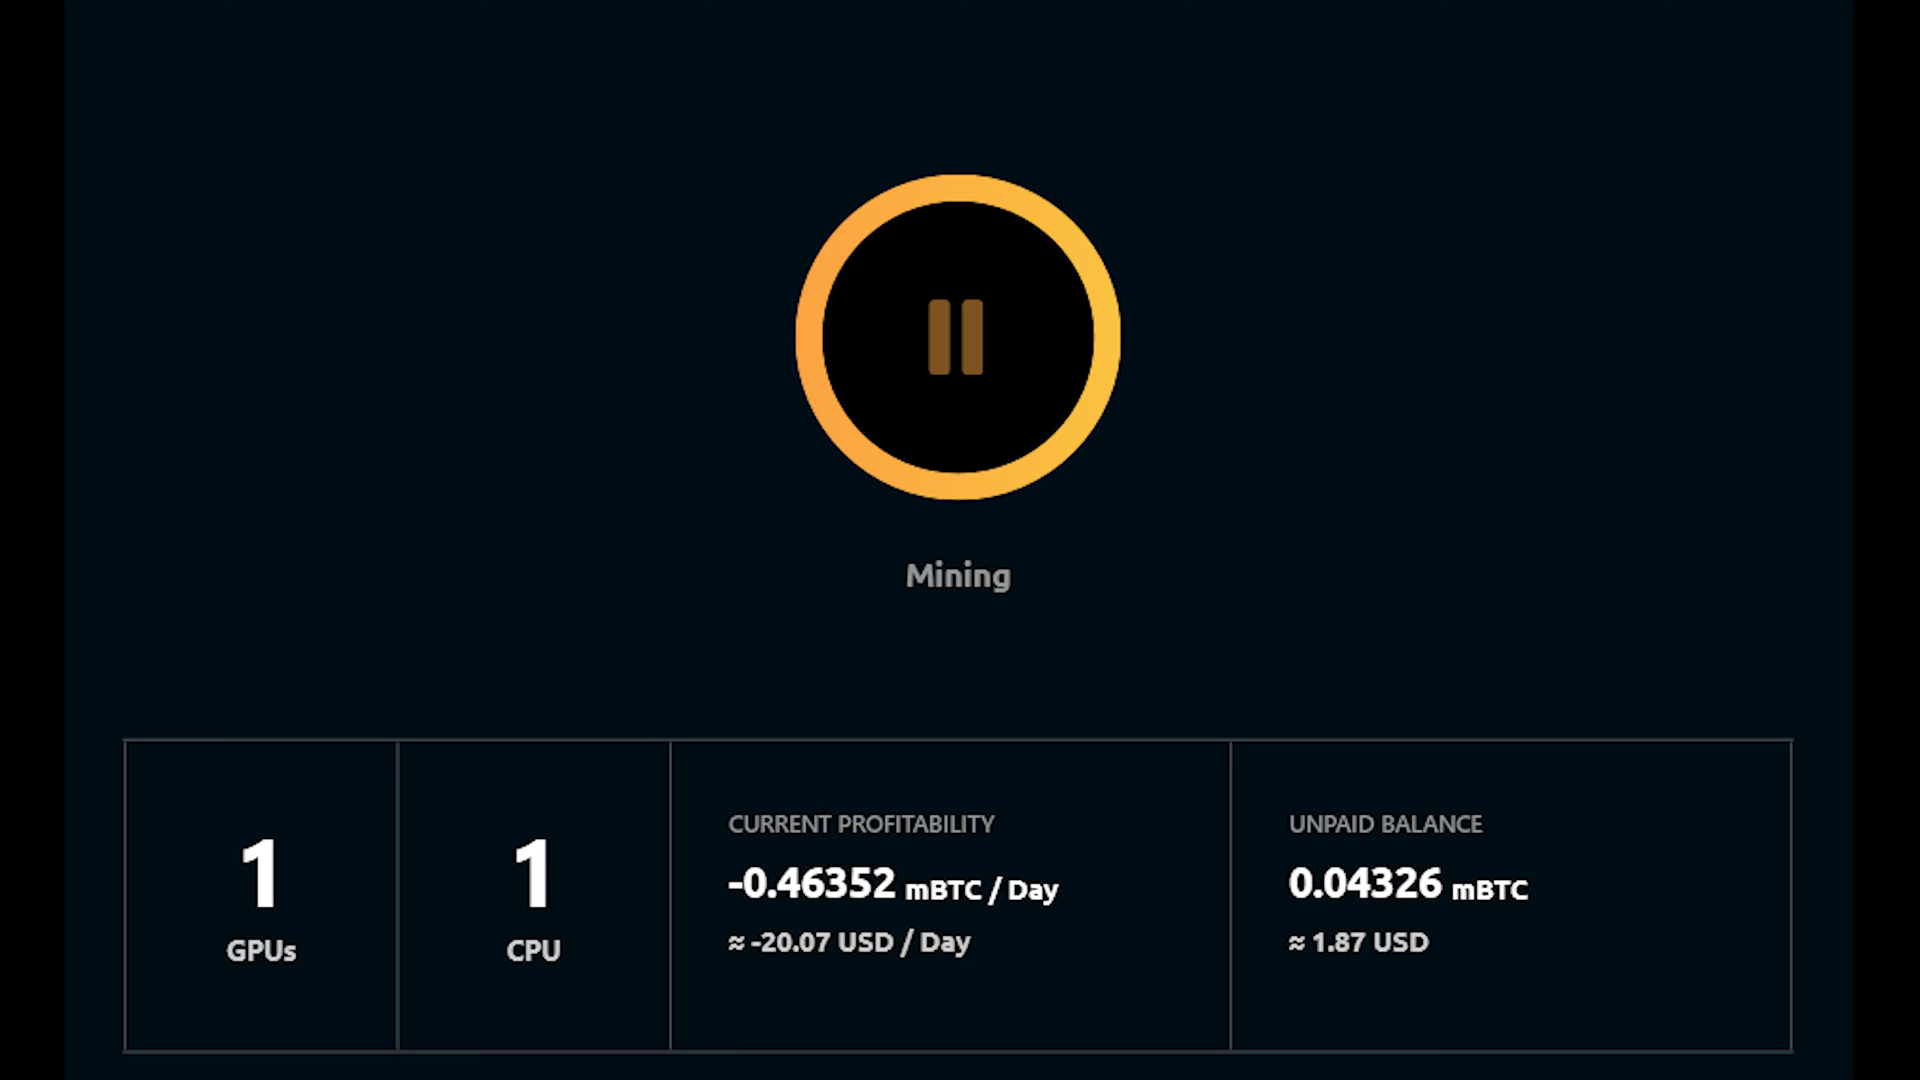 Mining
1
GPUs
1
CPU
CURRENT PROFITABILITY
-0.46352 mBTC / Day
≈ -20.07 USD / Day
UNPAID BALANCE
0.04326 mBTC
≈ 1.87 USD